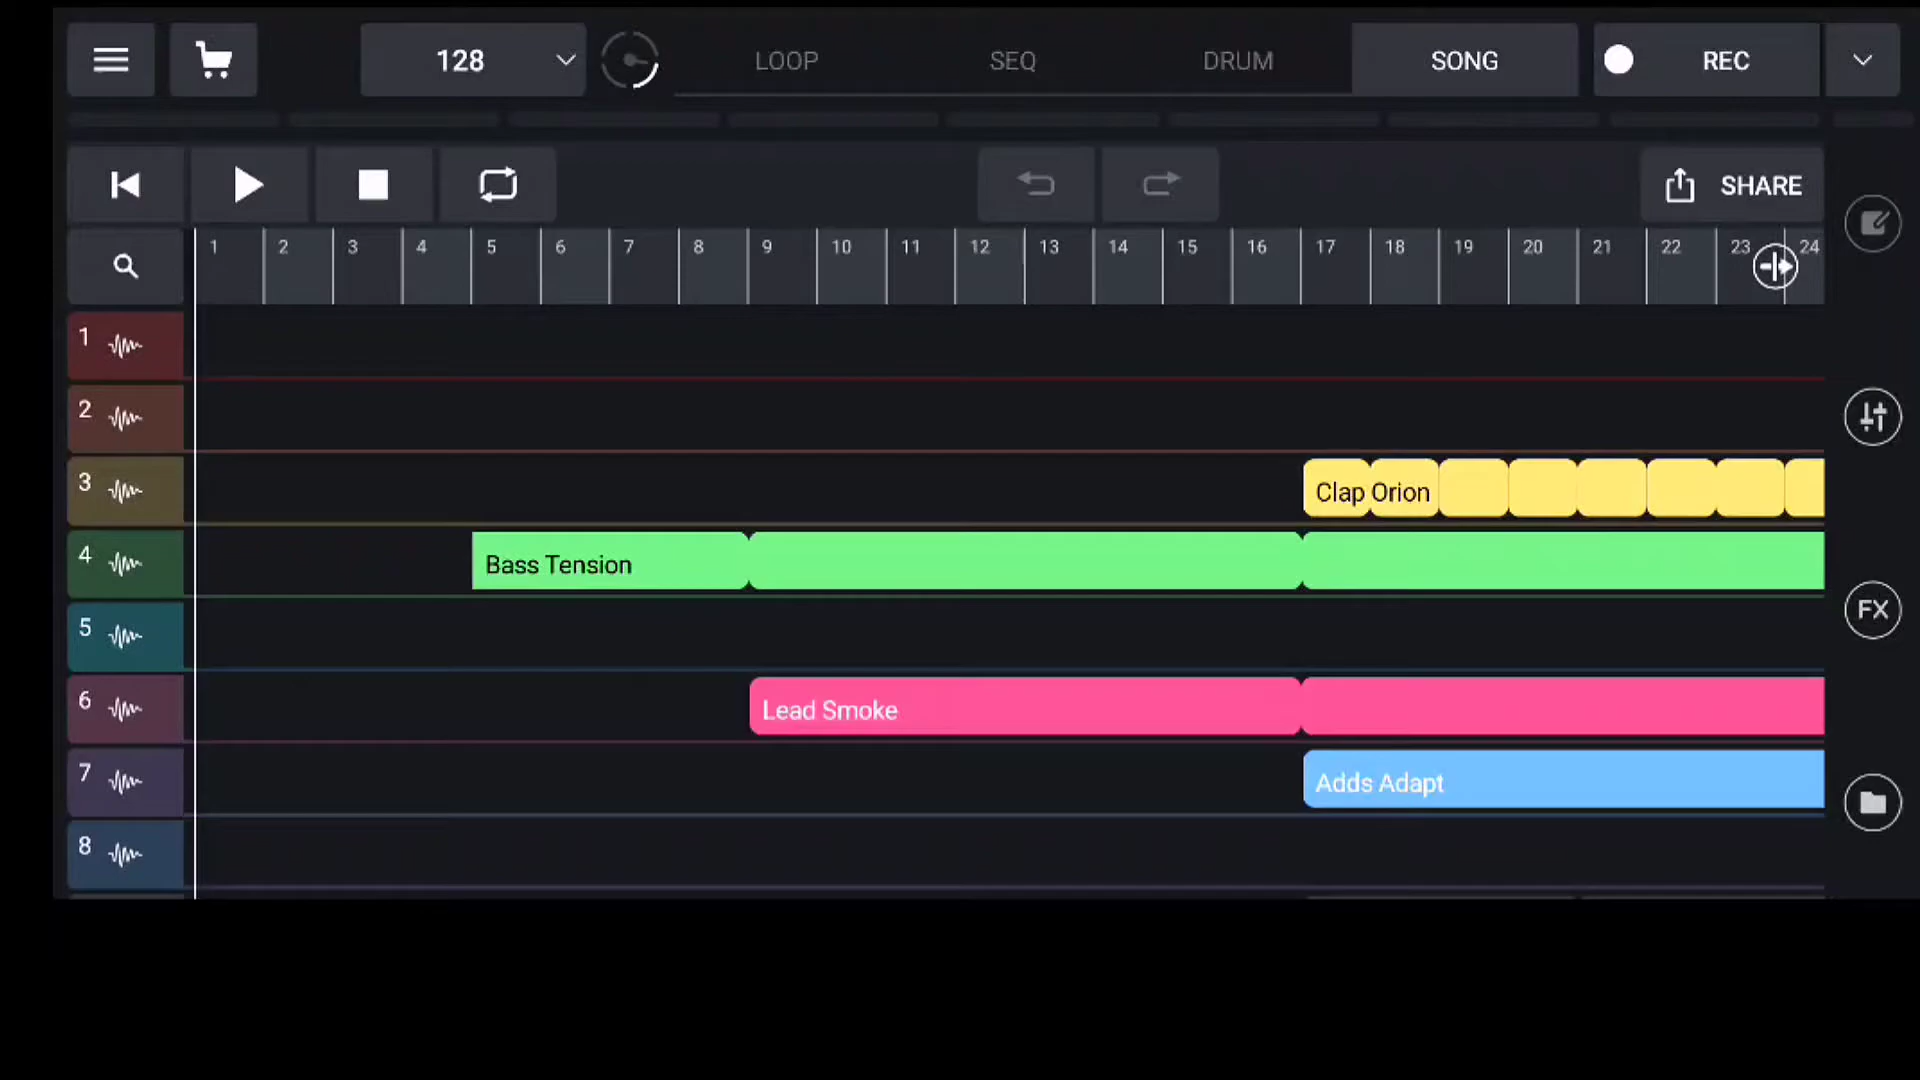 128 LOOP SEQ DRUM SONG REC
SHARE
1 2 3 4 5 6 7 8 9 10 11 12 13 14 15 16 17 18 19 20 21 22 23 24
1
2
3 Clap Orion
4 Bass Tension
5
FX
6 Lead Smoke
7 Adds Adapt
8